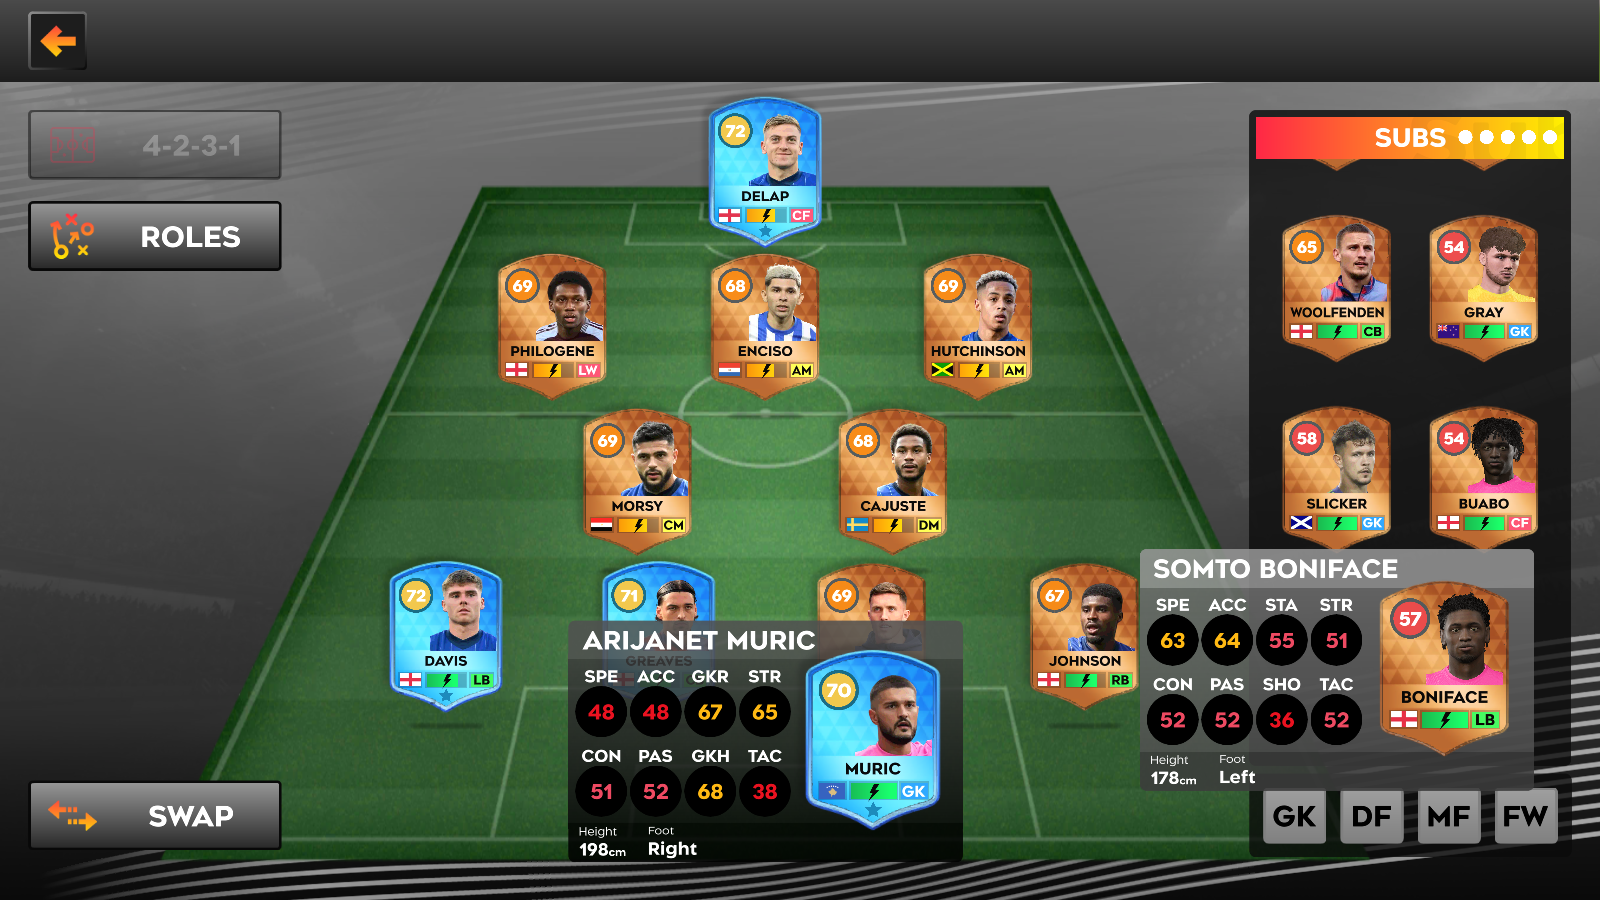 4-2-3-1
ROLES
SWAP
72
DELAP
CF
69
PHILOGENE
LW
68
ENCISO
AM
69
HUTCHINSON
AM
69
MORSY
CM
68
CAJUSTE
DM
72
DAVIS
LB
71
GREAVES
69
67
JOHNSON
RB
ARIJANET MURIC
SPE ACC GKR STR
48 48 67 65
CON PAS GKH TAC
51 52 68 38
Height Foot
198cm Right
70
MURIC
GK
SUBS
65
WOOLFENDEN
CB
54
GRAY
GK
58
SLICKER
GK
54
BUABO
CF
SOMTO BONIFACE
SPE ACC STA STR
63 64 55 51
CON PAS SHO TAC
52 52 36 52
Height Foot
178cm Left
57
BONIFACE
LB
GK DF MF FW